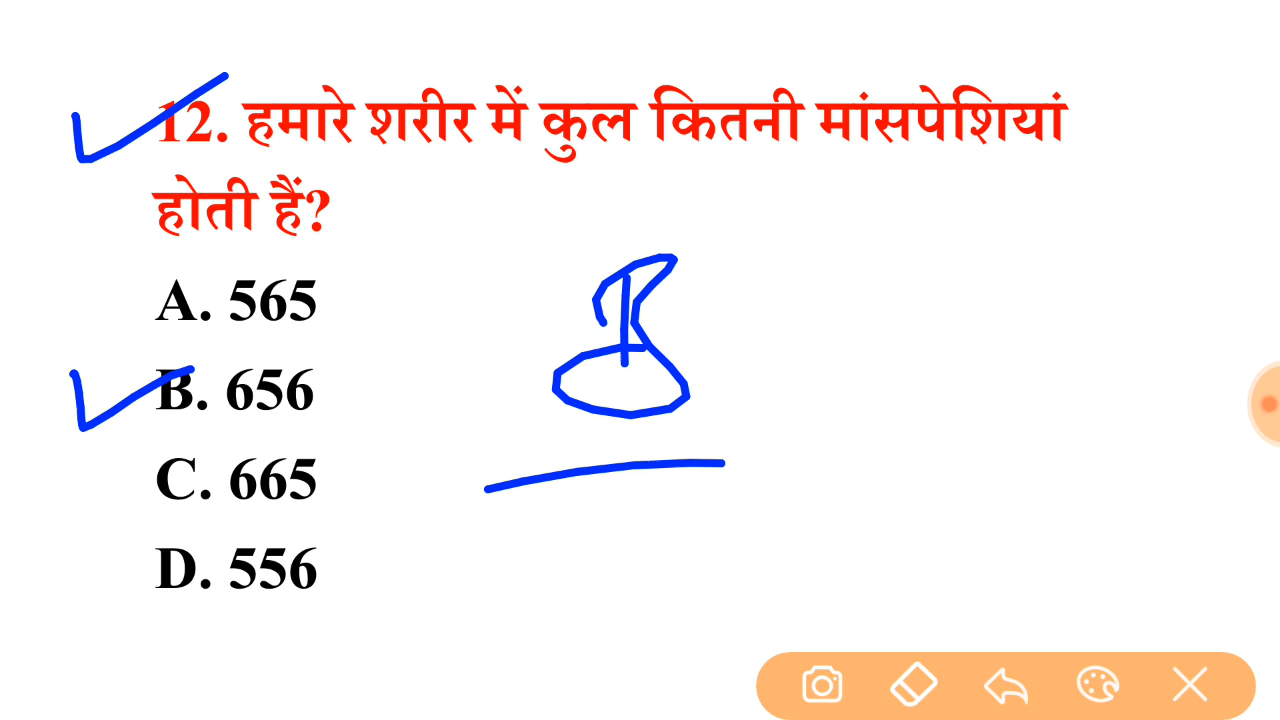 12. हमारे शरीर में कुल कितनी मांसपेशियां
होती हैं?
A. 565
B. 656
C. 665
D. 556